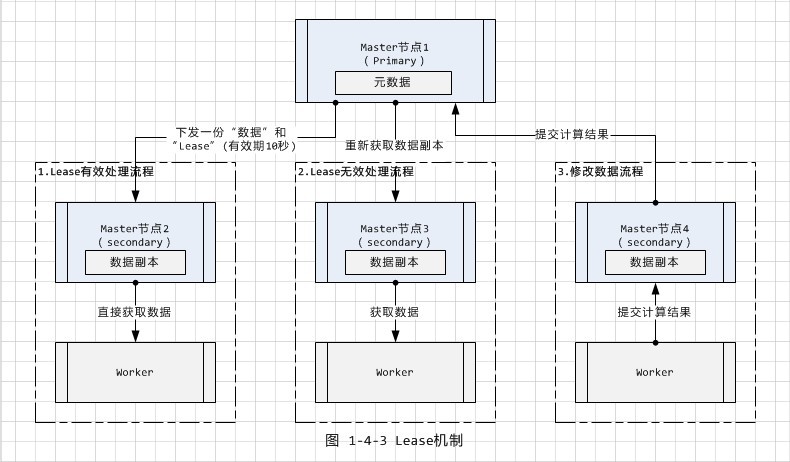 Master节点1
( Primary )
元数据
下发一份“数据”和
“Lease”(有效期10秒)
重新获取数据副本
提交计算结果
1.Lease有效处理流程
2.Lease无效处理流程
3.修改数据流程
Master节点2
( secondary )
数据副本
Master节点3
( secondary )
数据副本
Master节点4
( secondary )
数据副本
直接获取数据
获取数据
提交计算结果
Worker
Worker
Worker
图 1-4-3 Lease机制